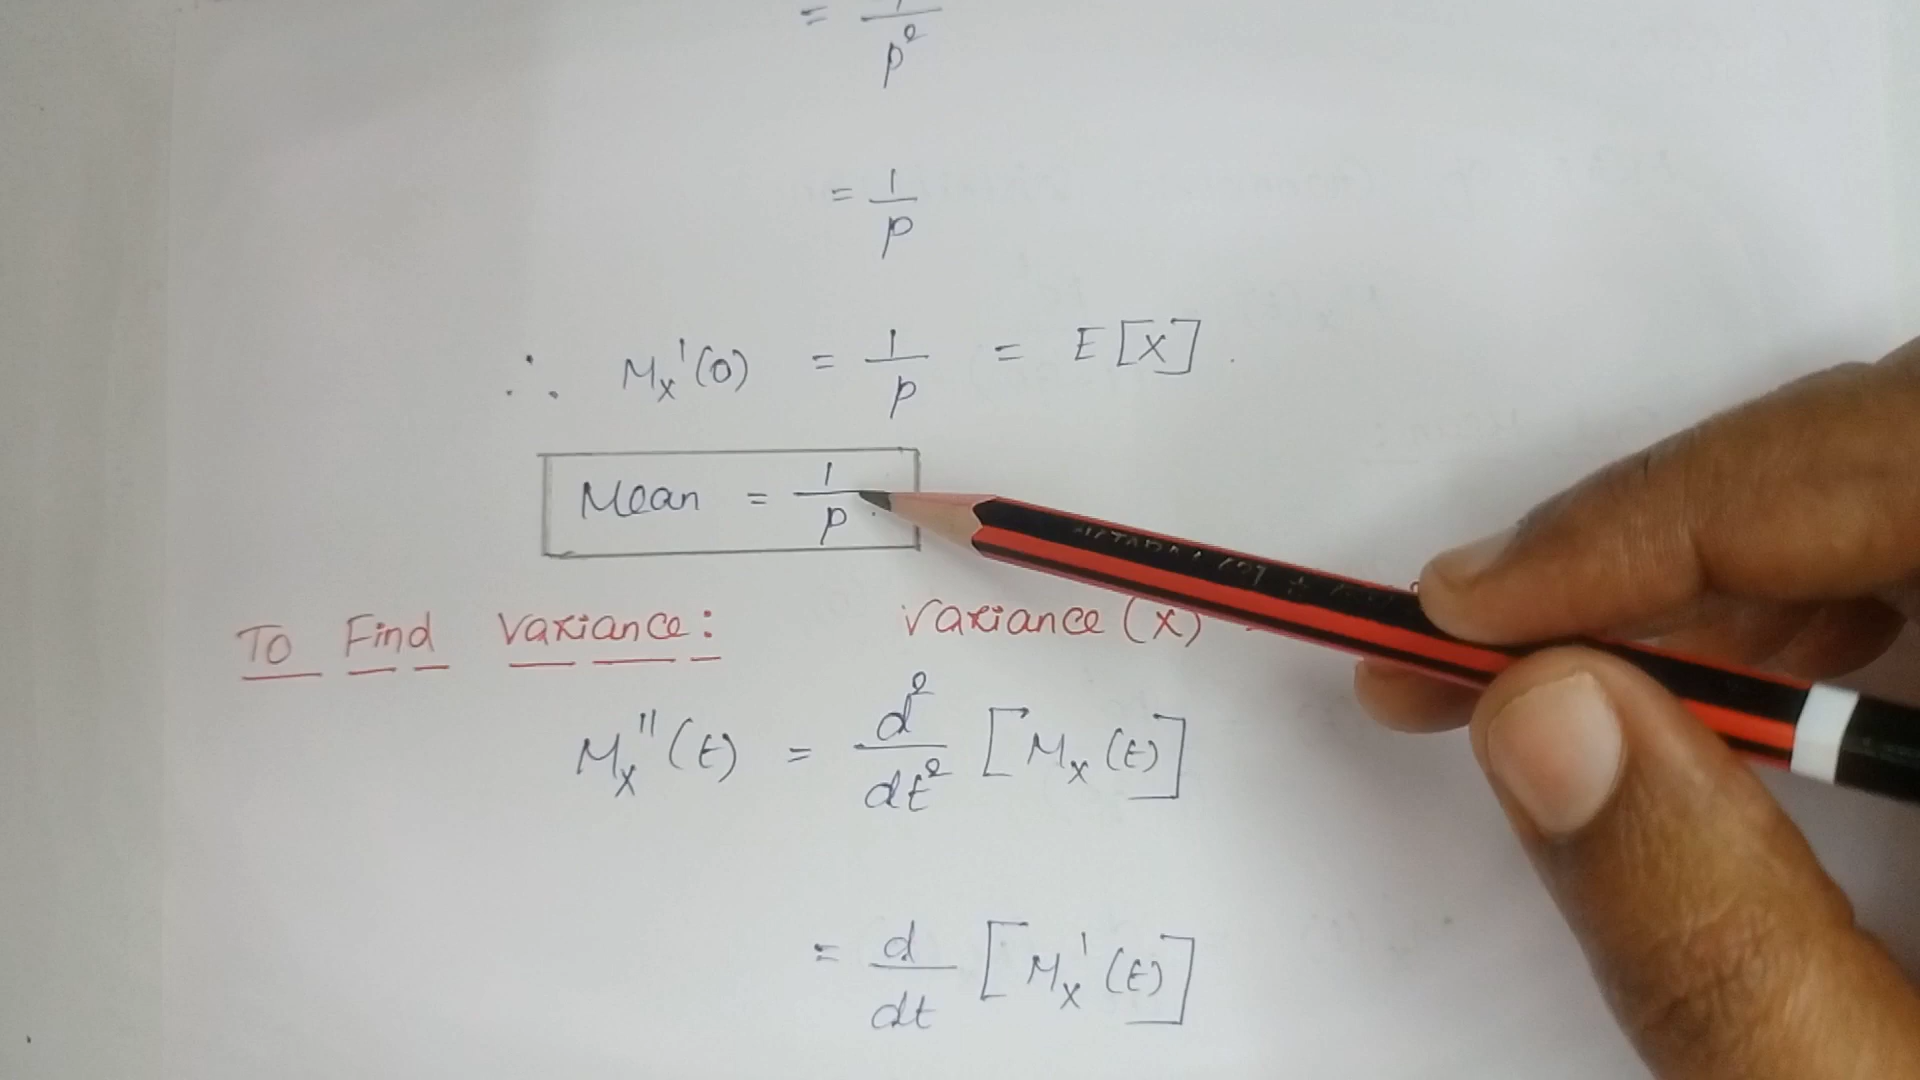 = 1/p²
= 1/p
∴ Mₓ'(0) = 1/p = E[X].
Mean = 1/p.
To Find Variance: Variance (X)
Mₓ''(t) = d²/dt² [Mₓ(t)]
= d/dt [Mₓ'(t)]